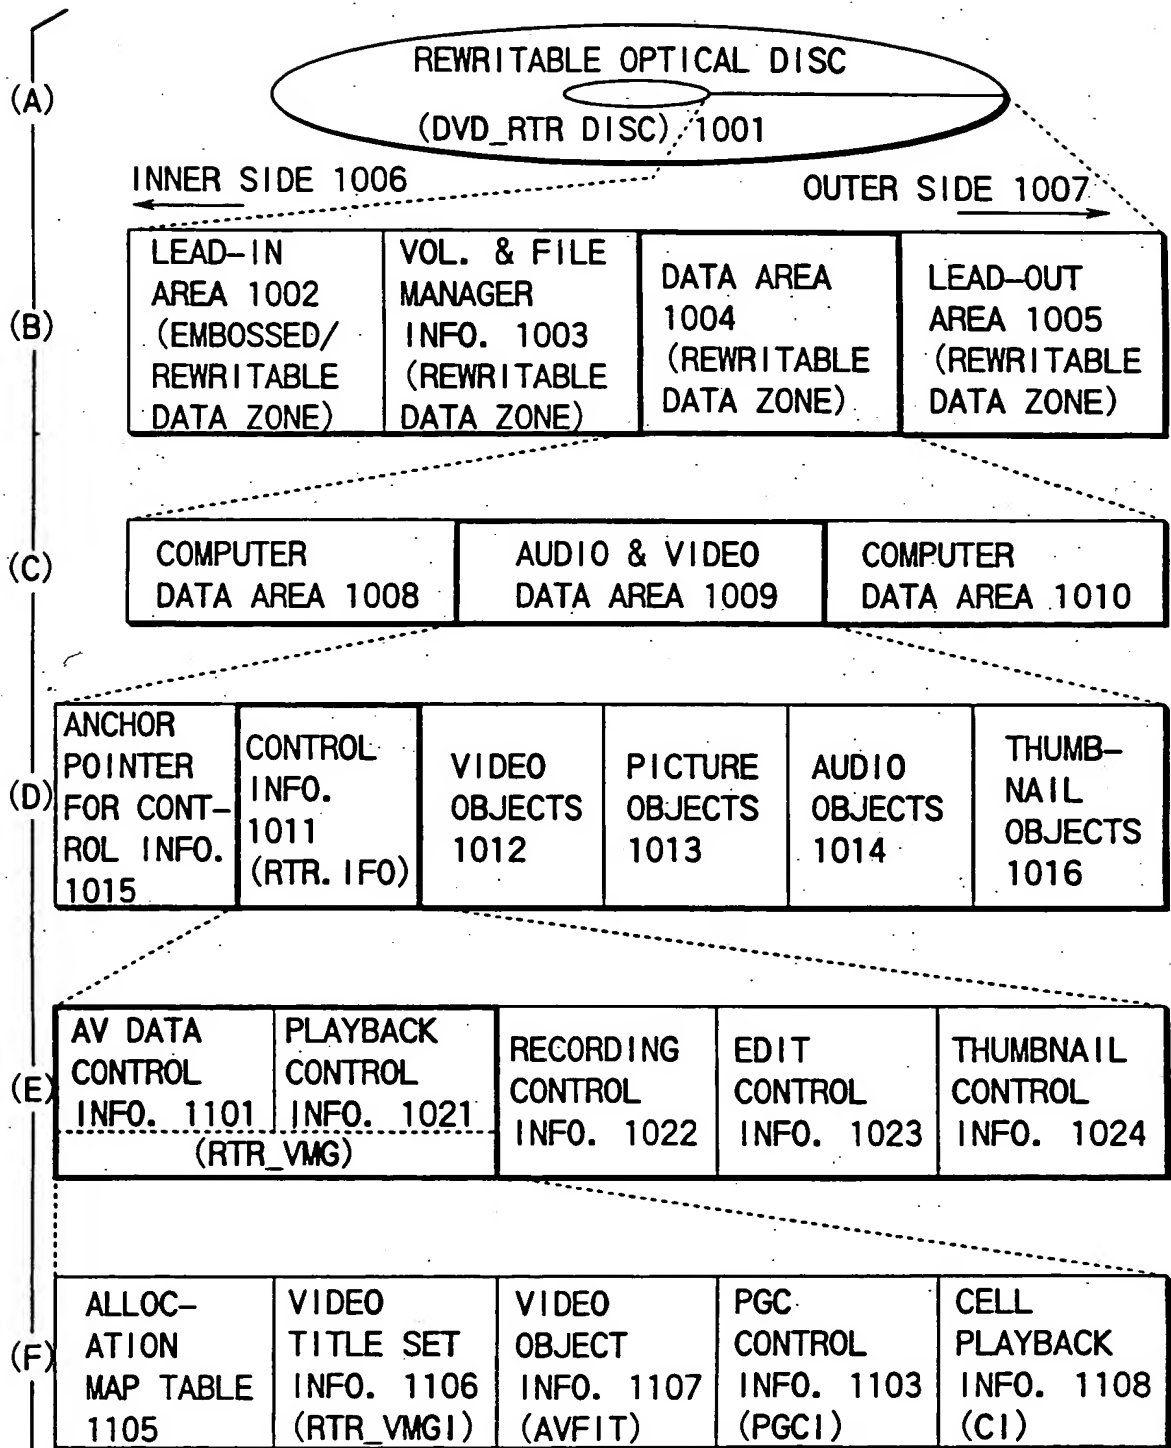 (A)
REWRITABLE OPTICAL DISC
(DVD_RTR DISC) 1001
INNER SIDE 1006
OUTER SIDE 1007
(B)
LEAD-IN
AREA 1002
(EMBOSSED/
REWRITABLE
DATA ZONE)
VOL. & FILE
MANAGER
INFO. 1003
(REWRITABLE
DATA ZONE)
DATA AREA
1004
(REWRITABLE
DATA ZONE)
LEAD-OUT
AREA 1005
(REWRITABLE
DATA ZONE)
(C)
COMPUTER
DATA AREA 1008
AUDIO & VIDEO
DATA AREA 1009
COMPUTER
DATA AREA 1010
(D)
ANCHOR
POINTER
FOR CONT-
ROL INFO.
1015
CONTROL
INFO.
1011
(RTR.IFO)
VIDEO
OBJECTS
1012
PICTURE
OBJECTS
1013
AUDIO
OBJECTS
1014
THUMB-
NAIL
OBJECTS
1016
(E)
AV DATA
CONTROL
INFO. 1101
PLAYBACK
CONTROL
INFO. 1021
(RTR_VMG)
RECORDING
CONTROL
INFO. 1022
EDIT
CONTROL
INFO. 1023
THUMBNAIL
CONTROL
INFO. 1024
(F)
ALLOC-
ATION
MAP TABLE
1105
VIDEO
TITLE SET
INFO. 1106
(RTR_VMGI)
VIDEO
OBJECT
INFO. 1107
(AVFIT)
PGC
CONTROL
INFO. 1103
(PGCI)
CELL
PLAYBACK
INFO. 1108
(CI)